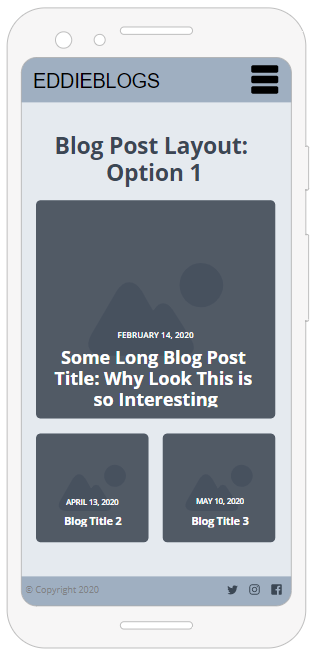 EDDIEBLOGS
Blog Post Layout:
Option 1
FEBRUARY 14, 2020
Some Long Blog Post
Title: Why Look This is
so Interesting
APRIL 13, 2020
Blog Title 2
MAY 10, 2020
Blog Title 3
© Copyright 2020